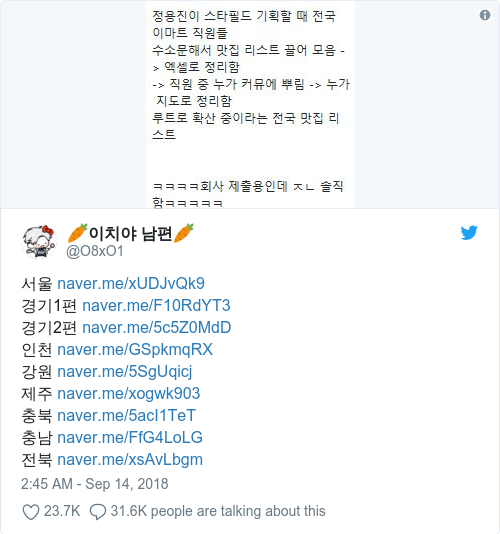 정용진이 스타필드 기획할 때 전국
이마트 직원들
수소문해서 맛집 리스트 끌어 모음 -
> 엑셀로 정리함
-> 직원 중 누가 커뮤에 뿌림 -> 누가
지도로 정리함
루트로 확산 중이라는 전국 맛집 리
스트
ㅋㅋㅋㅋ회사 제출용인데 ㅈㄴ 솔직
함ㅋㅋㅋㅋㅋ
🥕이치야 남편🥕
@O8xO1
서울 naver.me/xUDJvQk9
경기1편 naver.me/F10RdYT3
경기2편 naver.me/5c5Z0MdD
인천 naver.me/GSpkmqRX
강원 naver.me/5SgUqicj
제주 naver.me/xogwk903
충북 naver.me/5acI1TeT
충남 naver.me/FfG4LoLG
전북 naver.me/xsAvLbgm
2:45 AM - Sep 14, 2018
23.7K 31.6K people are talking about this